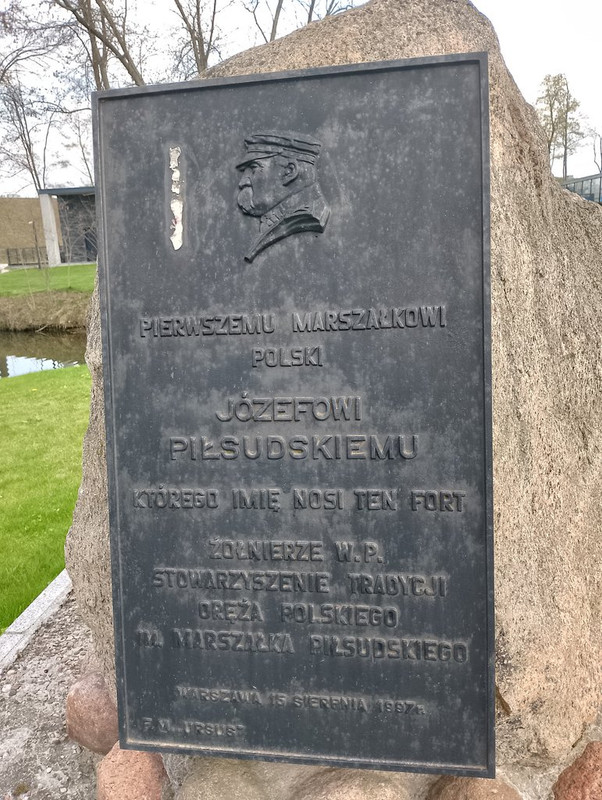 PIERWSZEMU MARSZAŁKOWI
POLSKI
JÓZEFOWI
PIŁSUDSKIEMU
KTÓREGO IMIĘ NOSI TEN FORT
ŻOŁNIERZE W.P.
STOWARZYSZENIE TRADYCJI
ORĘŻA POLSKIEGO
IM. MARSZAŁKA PIŁSUDSKIEGO
WARSZAWA 15 SIERPNIA 1997r.